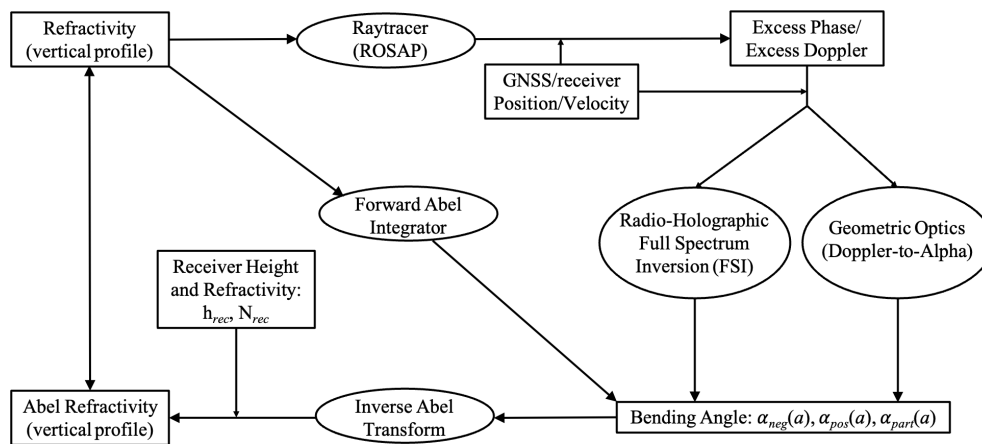 Refractivity
(vertical profile)
Raytracer
(ROSAP)
Excess Phase/
Excess Doppler
GNSS/receiver
Position/Velocity
Forward Abel
Integrator
Radio-Holographic
Full Spectrum
Inversion (FSI)
Geometric Optics
(Doppler-to-Alpha)
Receiver Height
and Refractivity:
h_rec, N_rec
Abel Refractivity
(vertical profile)
Inverse Abel
Transform
Bending Angle: α_neg(a), α_pos(a), α_part(a)